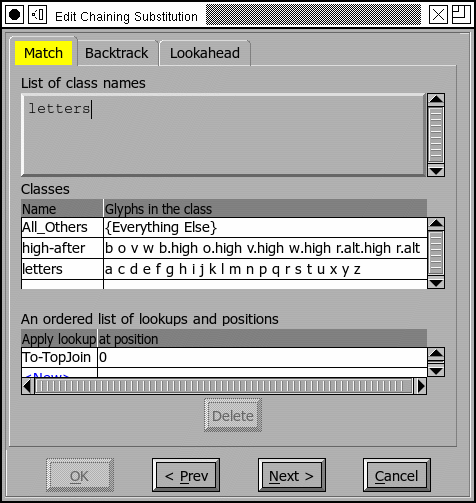 Edit Chaining Substitution
Match Backtrack Lookahead
List of class names
letters
Classes
Name Glyphs in the class
All_Others {Everything Else}
high-after b o v w b.high o.high v.high w.high r.alt.high r.alt
letters a c d e f g h i j k l m n p q r s t u x y z
An ordered list of lookups and positions
Apply lookup at position
To-TopJoin 0
<New>
Delete
OK < Prev Next > Cancel